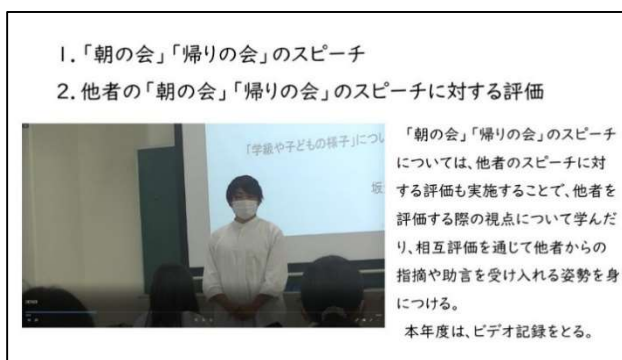 1.「朝の会」「帰りの会」のスピーチ
2.他者の「朝の会」「帰りの会」のスピーチに対する評価
「学級や子どもの様子」につい
坂
「朝の会」「帰りの会」のスピーチ
については、他者のスピーチに対
する評価も実施することで、他者を
評価する際の視点について学んだ
り、相互評価を通じて他者からの
指摘や助言を受け入れる姿勢を身
につける。
本年度は、ビデオ記録をとる。